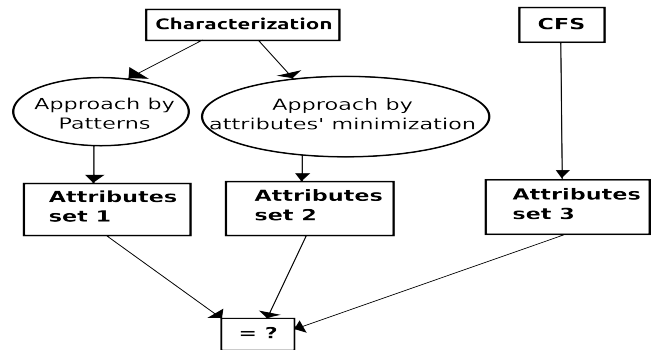 Characterization
CFS
Approach by
Patterns
Approach by
attributes' minimization
Attributes
set 1
Attributes
set 2
Attributes
set 3
= ?